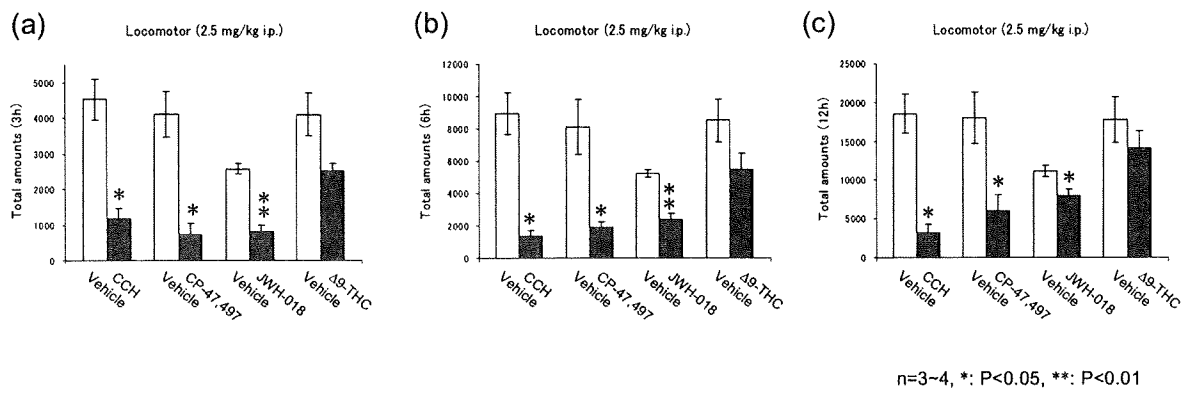 (a)
Locomotor (2.5 mg/kg i.p.)
Total amounts (3h)
5000
4000
3000
2000
1000
0
*
*
**
Vehicle
CCH
Vehicle
CP-47,497
Vehicle
JWH-018
Vehicle
Δ9-THC
(b)
Locomotor (2.5 mg/kg i.p.)
Total amounts (6h)
12000
10000
8000
6000
4000
2000
0
*
*
**
Vehicle
CCH
Vehicle
CP-47,497
Vehicle
JWH-018
Vehicle
Δ9-THC
(c)
Locomotor (2.5 mg/kg i.p.)
Total amounts (12h)
25000
20000
15000
10000
5000
0
*
*
*
Vehicle
CCH
Vehicle
CP-47,497
Vehicle
JWH-018
Vehicle
Δ9-THC
n=3~4, *: P<0.05, **: P<0.01